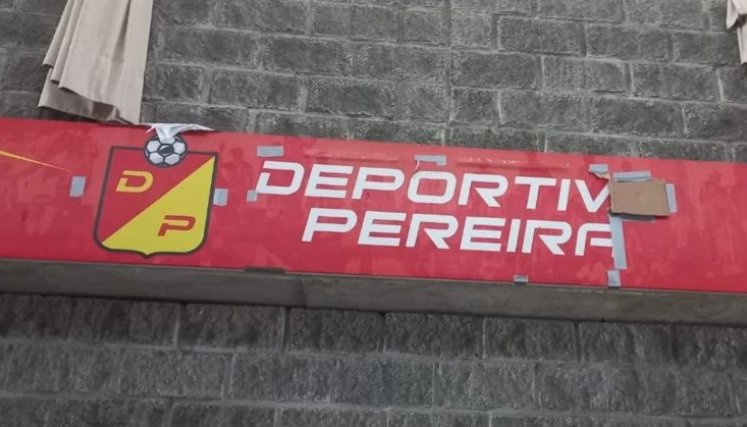 D
P
DEPORTIV
PEREIRA